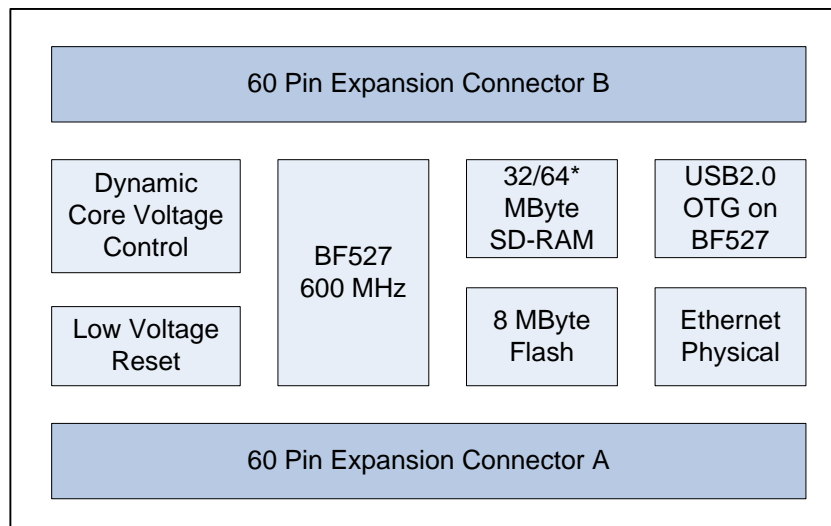 60 Pin Expansion Connector B
Dynamic
Core Voltage
Control
BF527
600 MHz
32/64*
MByte
SD-RAM
USB2.0
OTG on
BF527
Low Voltage
Reset
8 MByte
Flash
Ethernet
Physical
60 Pin Expansion Connector A